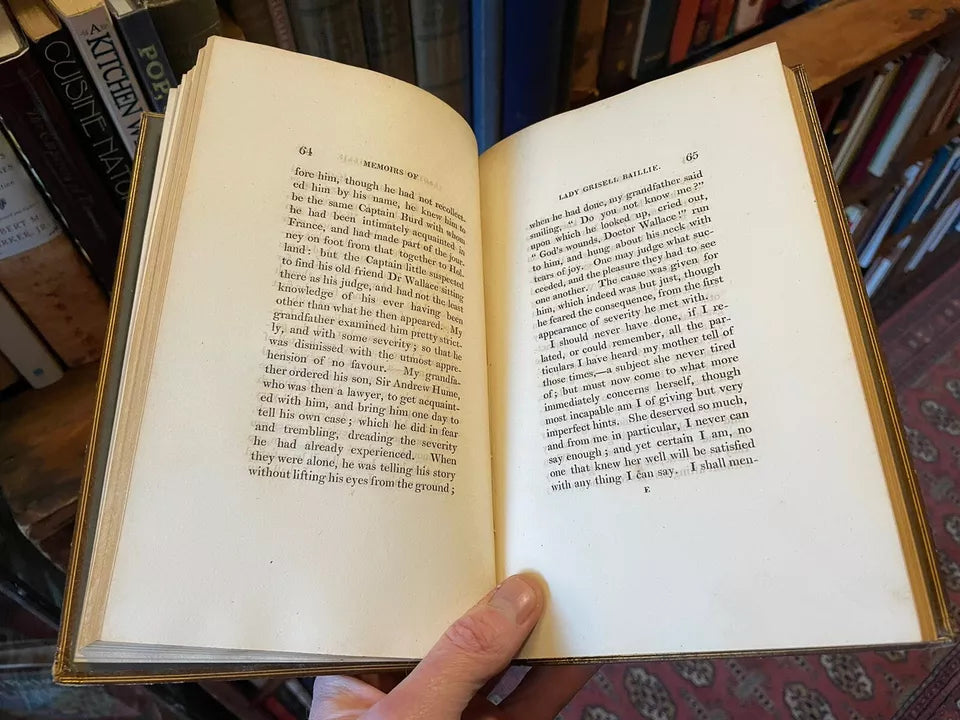 "A"
KITCHEN
CUISINE NATU
POP
64
MEMOIRS OF
fore him, though he had not recollect-
ed him by his name, he knew him to
be the same Captain Burd with whom
he had been intimately acquainted in
France, and had made part of the jour-
ney on foot from that together to Hol-
land; but the Captain little suspected
to find his old friend Dr Wallace sitting
there as his judge, and had not the least
knowledge of his ever having been
other than what he then appeared. My
grandfather examined him pretty strict-
ly, and with some severity; so that he
was dismissed with the utmost appre-
hension of no favour. My grandfa-
ther ordered his son, Sir Andrew Hume,
who was then a lawyer, to get acquaint-
ed with him, and bring him one day to
tell his own case; which he did in fear
and trembling, dreading the severity
he had already experienced. When
they were alone, he was telling his story
without lifting his eyes from the ground;
65
LADY GRISELL BAILLIE.
when he had done, my grandfather said
smiling, "Do you not know me?"
upon which he looked up, cried out,
"God's wounds, Doctor Wallace!" run
to him, and hung about his neck with
tears of joy. One may judge what suc-
ceeded, and the pleasure they had to see
one another. The cause was given for
him, which indeed was but just, though
he feared the consequence, from the first
appearance of severity he met with.
I should never have done, if I re-
lated, or could remember, all the par-
ticulars I have heard my mother tell of
those times,—a subject she never tired
of; but must now come to what more
immediately concerns herself, though
most incapable am I of giving but very
imperfect hints. She deserved so much,
and from me in particular, I never can
say enough; and yet certain I am, no
one that knew her well will be satisfied
with any thing I can say. I shall men-
E